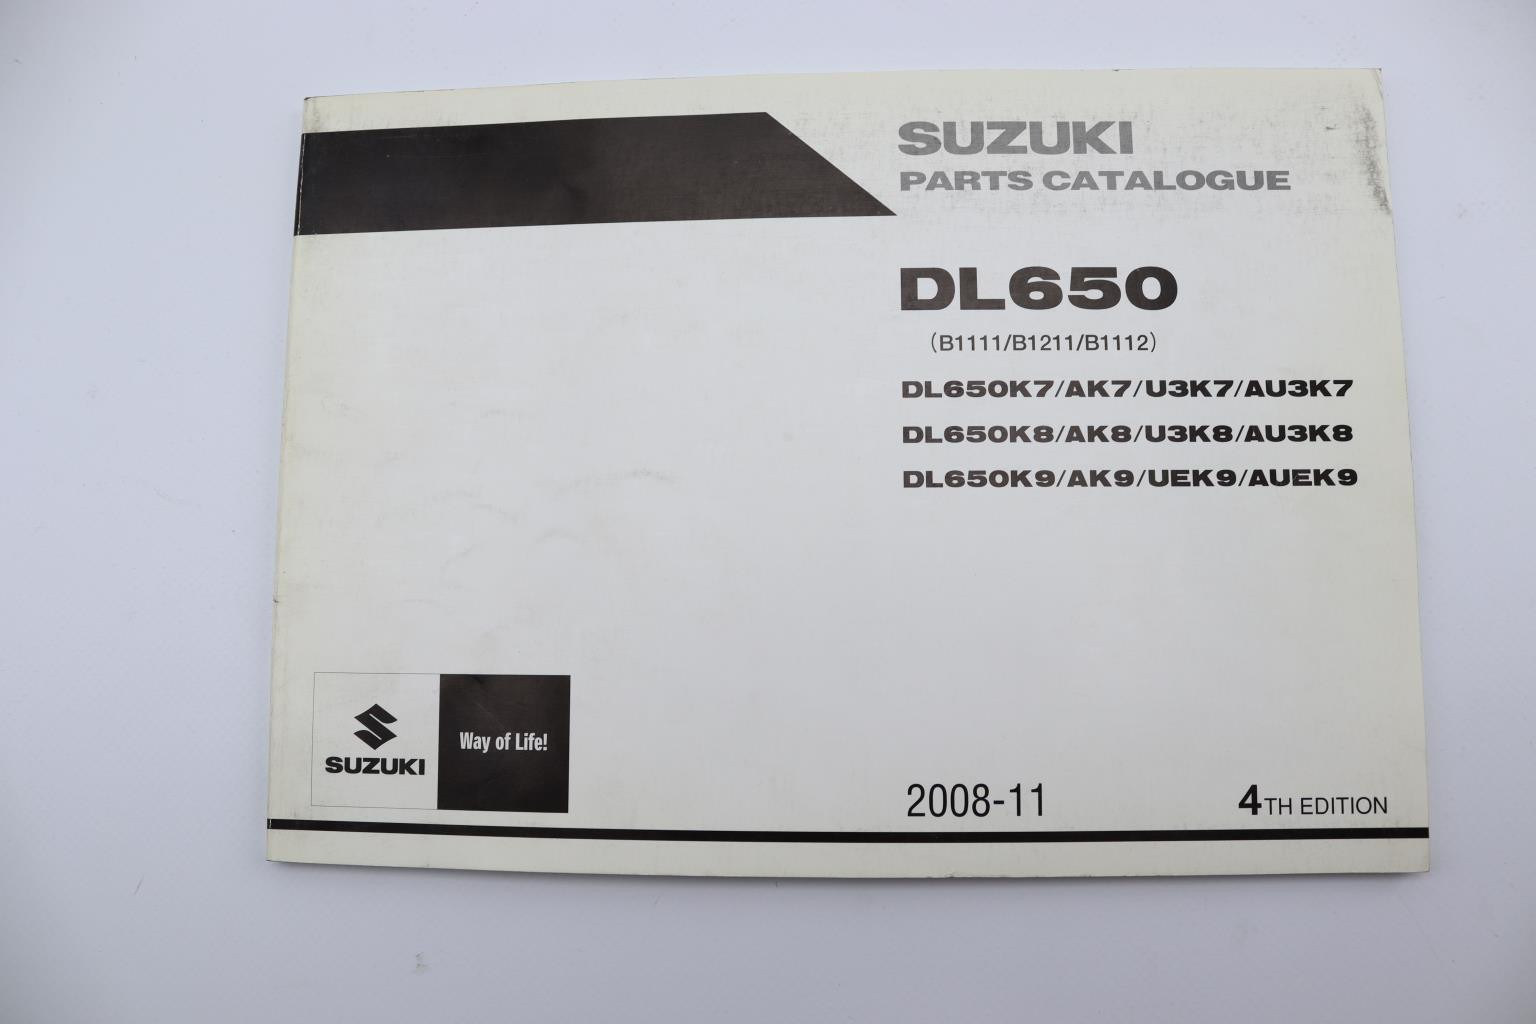 SUZUKI
PARTS CATALOGUE
DL650
(B1111/B1211/B1112)
DL650K7/AK7/U3K7/AU3K7
DL650K8/AK8/U3K8/AU3K8
DL650K9/AK9/UEK9/AUEK9
SUZUKI
Way of Life!
2008-11
4TH EDITION